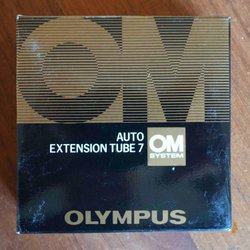 OM
AUTO
EXTENSION TUBE 7
OM
SYSTEM
OLYMPUS